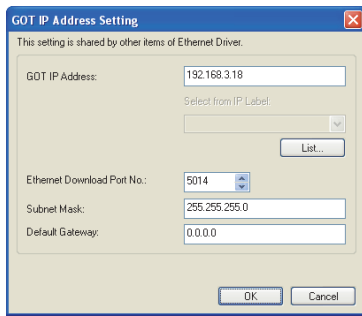 GOT IP Address Setting
This setting is shared by other items of Ethernet Driver.
GOT IP Address:
192.168.3.18
Select from IP Label:
List...
Ethernet Download Port No.:
5014
Subnet Mask:
255.255.255.0
Default Gateway:
0.0.0.0
OK
Cancel